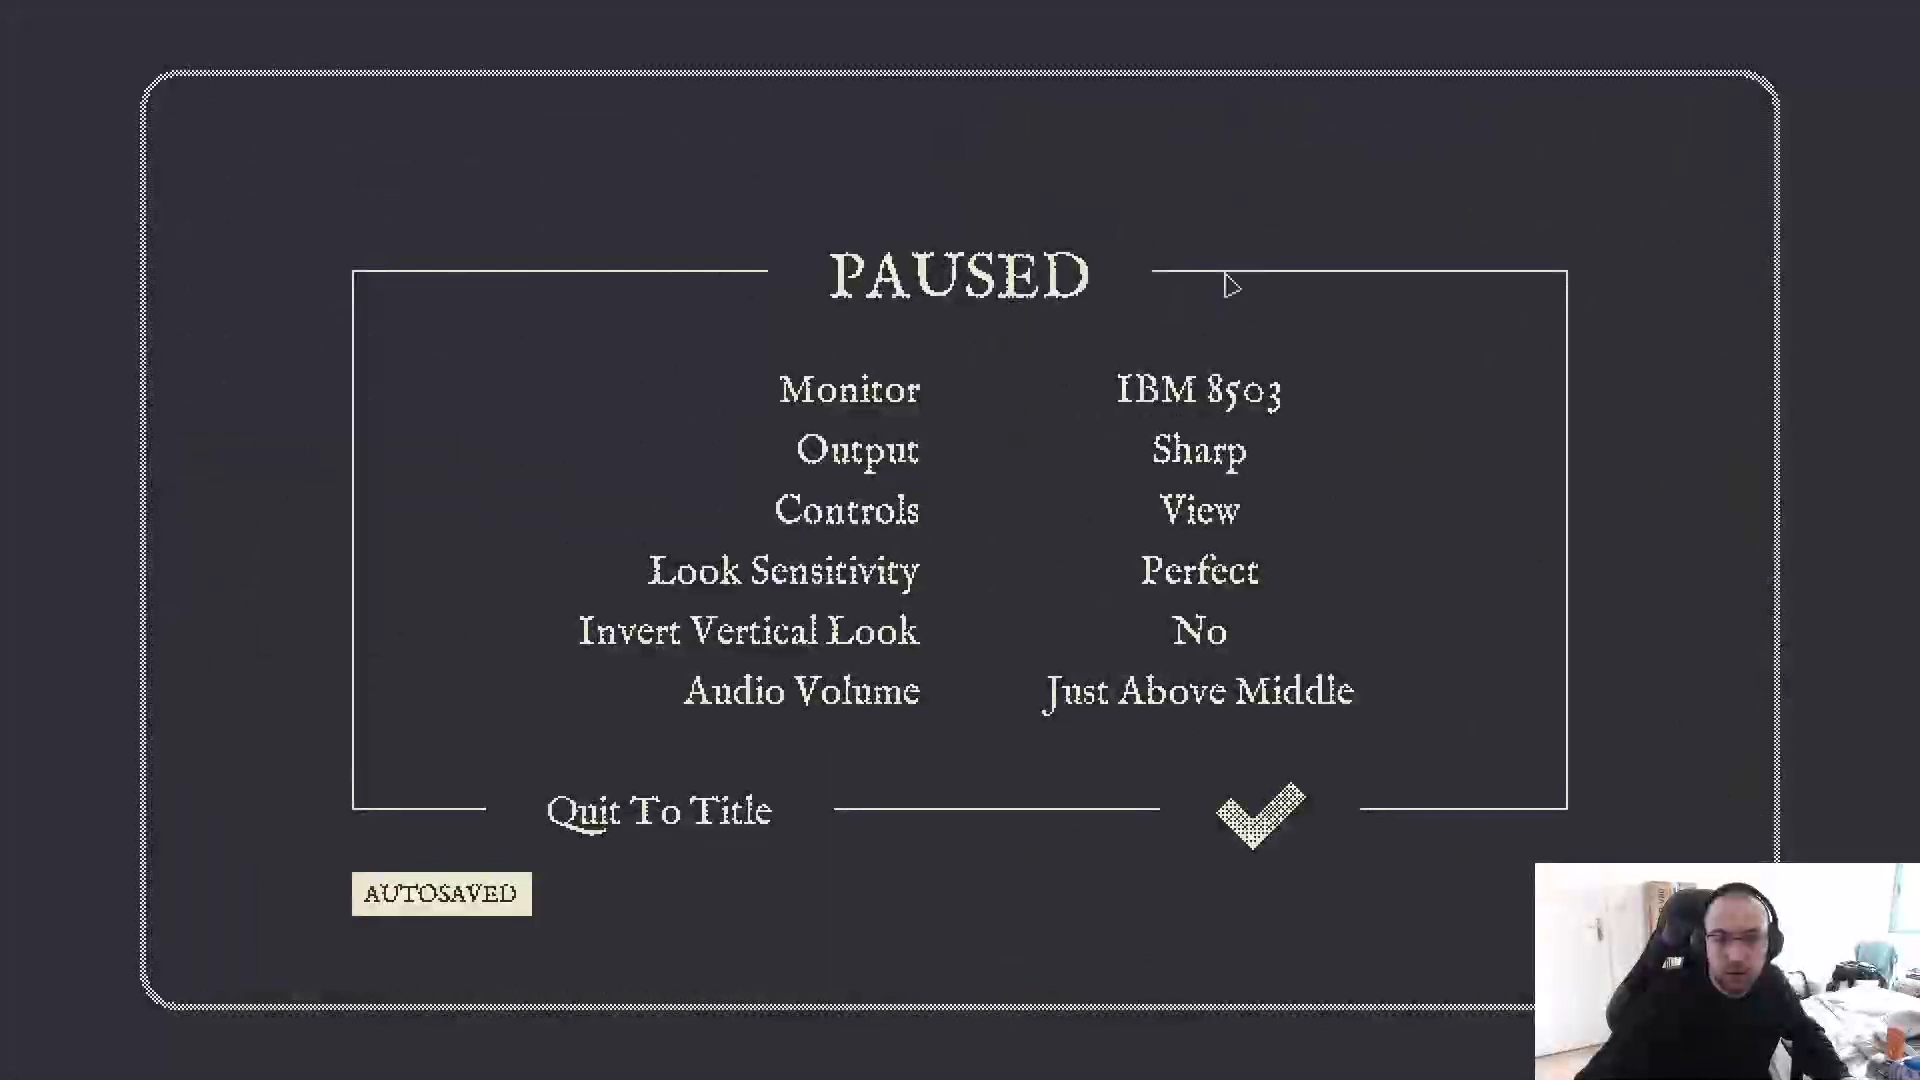 PAUSED
Monitor IBM 8503
Output Sharp
Controls View
Look Sensitivity Perfect
Invert Vertical Look No
Audio Volume Just Above Middle
Quit To Title
AUTOSAVED